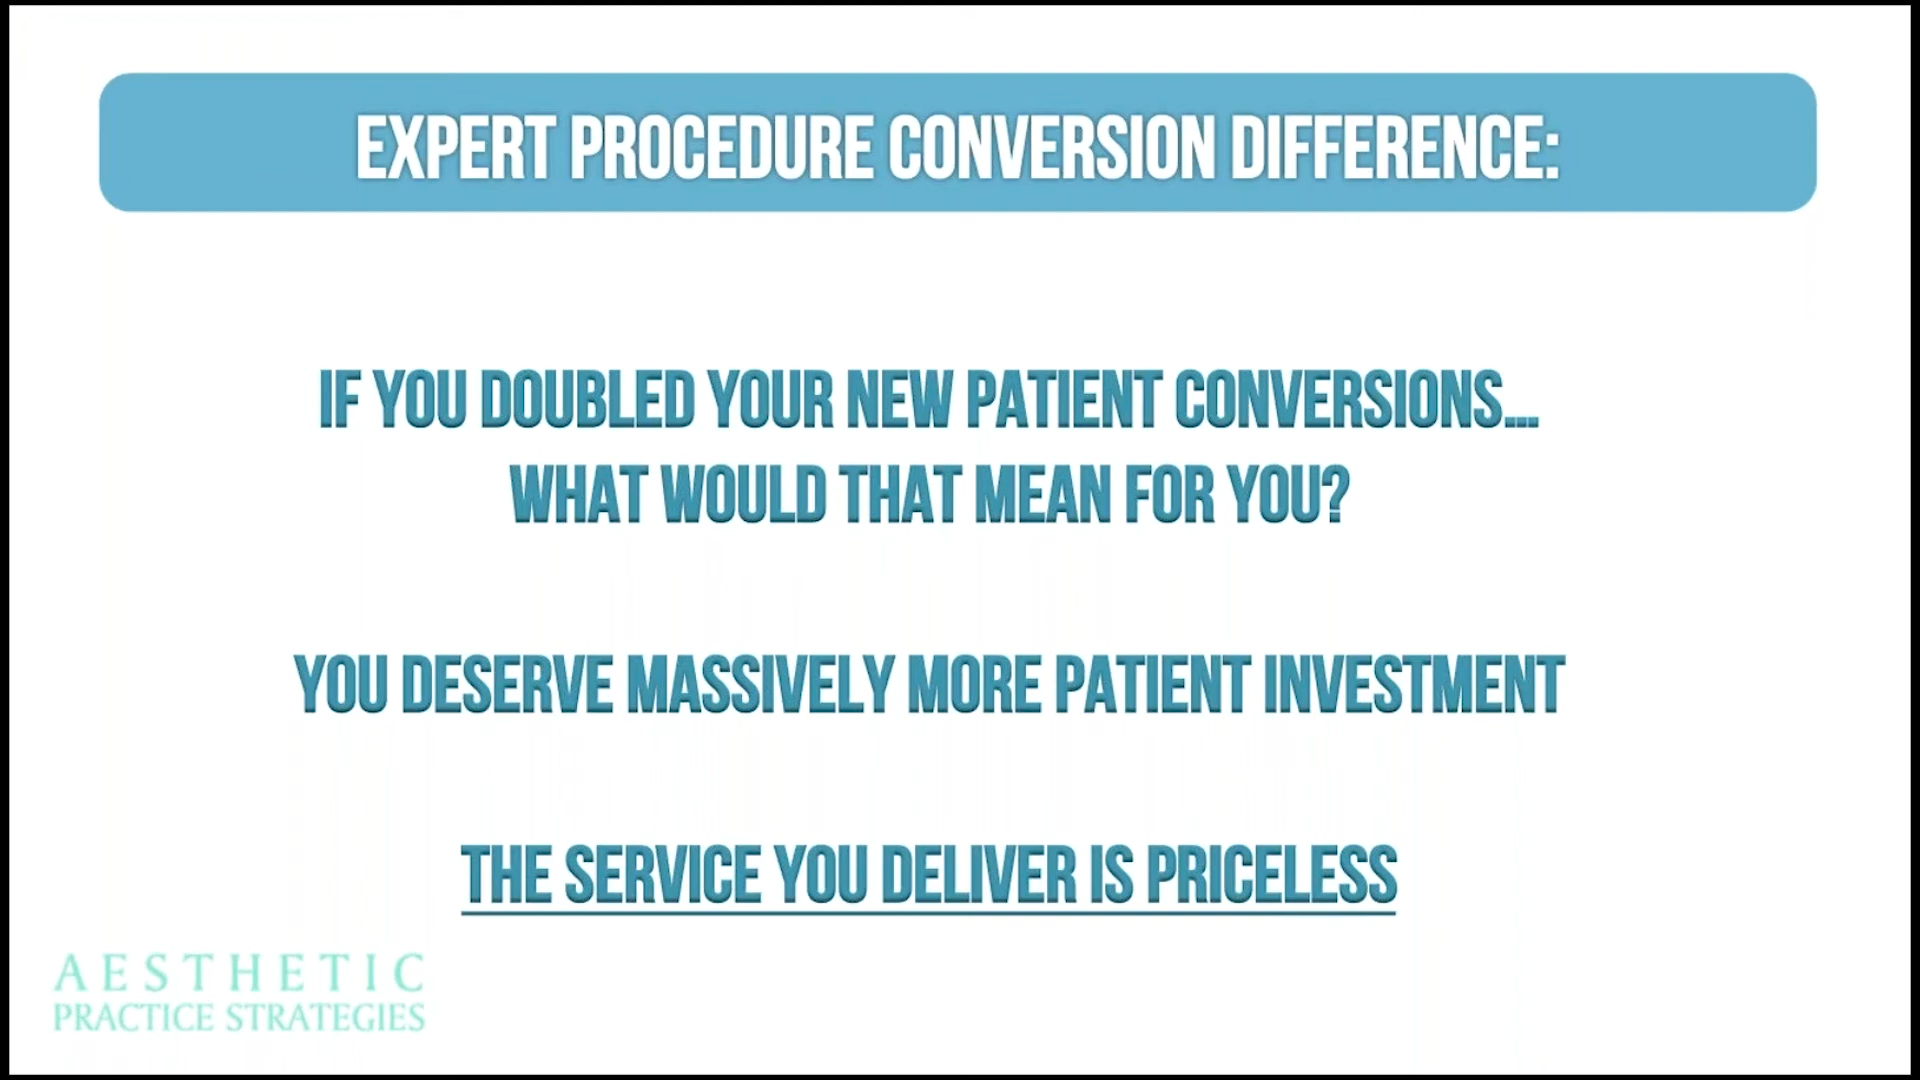 EXPERT PROCEDURE CONVERSION DIFFERENCE:
IF YOU DOUBLED YOUR NEW PATIENT CONVERSIONS...
WHAT WOULD THAT MEAN FOR YOU?
YOU DESERVE MASSIVELY MORE PATIENT INVESTMENT
THE SERVICE YOU DELIVER IS PRICELESS
AESTHETIC
PRACTICE STRATEGIES